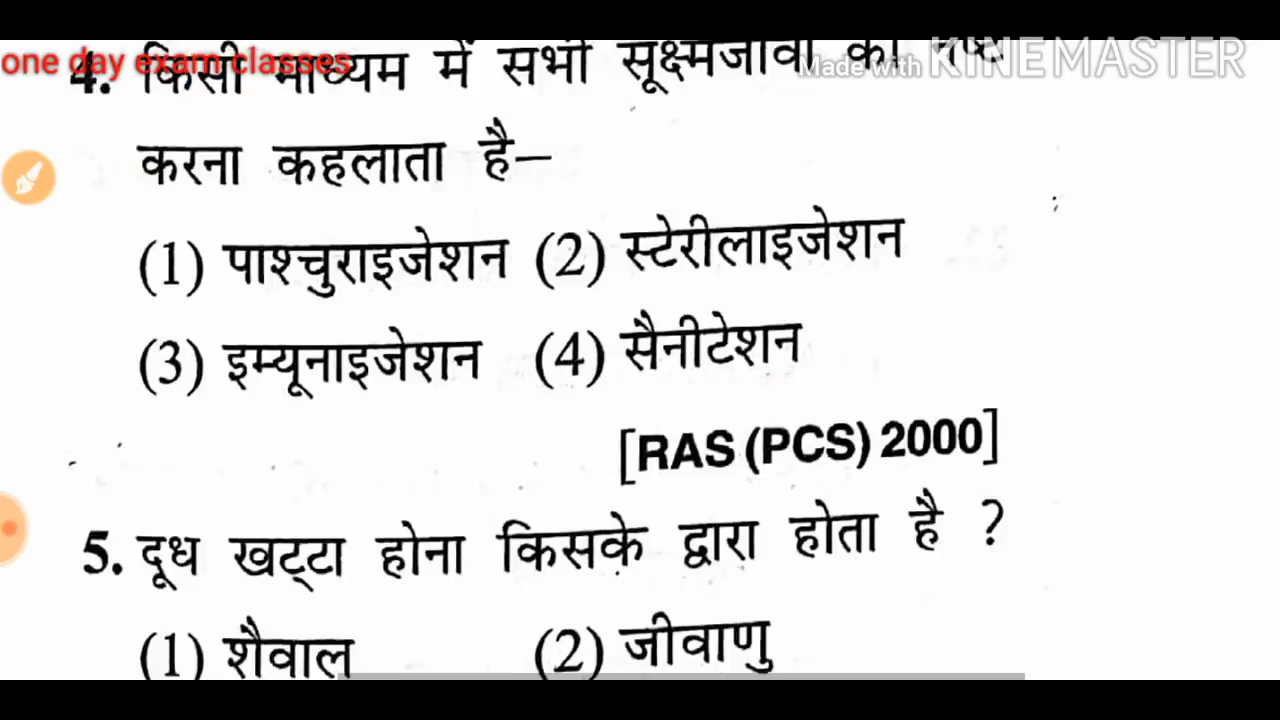 one day exam classes
Made with KINEMASTER
4. किसी माध्यम में सभी सूक्ष्मजीवों को नष्ट
करना कहलाता है–
(1) पाश्चुराइजेशन (2) स्टेरीलाइजेशन
(3) इम्यूनाइजेशन (4) सैनीटेशन
[RAS (PCS) 2000]
5. दूध खट्टा होना किसके द्वारा होता है ?
(1) शैवाल (2) जीवाणु